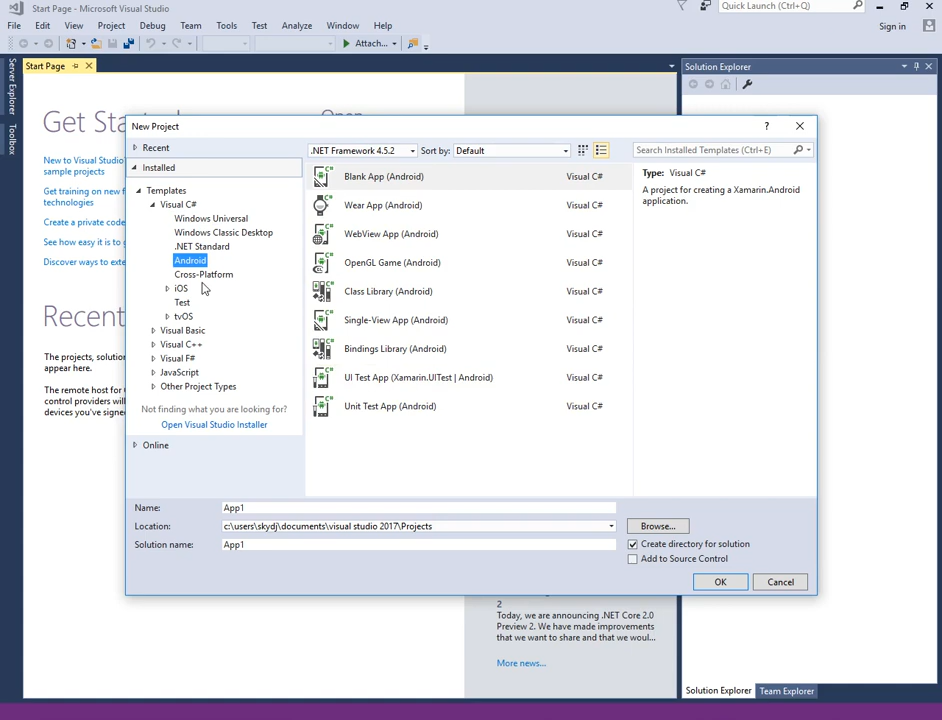 Start Page - Microsoft Visual Studio
Quick Launch (Ctrl+Q)
File Edit View Project Debug Team Tools Test Analyze Window Help
Sign in
Attach...
Server Explorer
Toolbox
Start Page
Solution Explorer
Get
Open
New to Visual Studio
sample projects
Get training on new f
technologies
Create a private code
See how easy it is to
Discover ways to exte
Recen
The projects, solution
appear here.
The remote host for
control providers will
devices you've signed
New Project
?
Recent
Installed
Templates
Visual C#
Windows Universal
Windows Classic Desktop
.NET Standard
Android
Cross-Platform
iOS
Test
tvOS
Visual Basic
Visual C++
Visual F#
JavaScript
Other Project Types
Not finding what you are looking for?
Open Visual Studio Installer
Online
.NET Framework 4.5.2 Sort by: Default
Search Installed Templates (Ctrl+E)
Blank App (Android) Visual C#
Wear App (Android) Visual C#
WebView App (Android) Visual C#
OpenGL Game (Android) Visual C#
Class Library (Android) Visual C#
Single-View App (Android) Visual C#
Bindings Library (Android) Visual C#
UI Test App (Xamarin.UITest | Android) Visual C#
Unit Test App (Android) Visual C#
Type: Visual C#
A project for creating a Xamarin.Android
application.
Name: App1
Location: c:\users\skydj\documents\visual studio 2017\Projects
Browse...
Solution name: App1
Create directory for solution
Add to Source Control
OK Cancel
2
Today, we are announcing .NET Core 2.0
Preview 2. We have made improvements
that we want to share and that we woul...
More news...
Solution Explorer Team Explorer